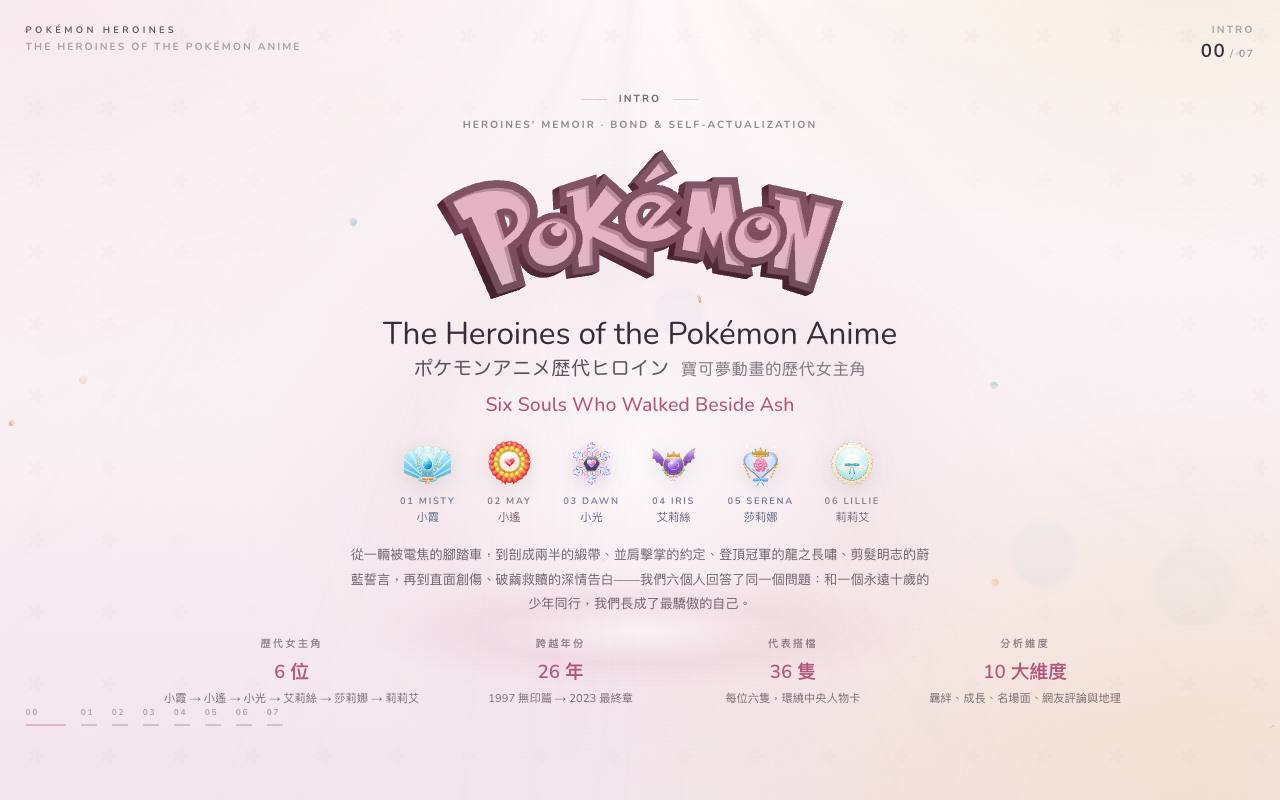 POKÉMON HEROINES
THE HEROINES OF THE POKÉMON ANIME
INTRO
00 / 07
INTRO
HEROINES' MEMOIR · BOND & SELF-ACTUALIZATION
POKéMON
The Heroines of the Pokémon Anime
ポケモンアニメ歴代ヒロイン 寶可夢動畫的歷代女主角
Six Souls Who Walked Beside Ash
01 MISTY 02 MAY 03 DAWN 04 IRIS 05 SERENA 06 LILLIE
小霞 小遙 小光 艾莉絲 莎莉娜 莉莉艾
從一輛被電焦的腳踏車，到剖成兩半的緞帶、並肩擊掌的約定、登頂冠軍的龍之長嘯、剪髮明志的蔚
藍誓言，再到直面創傷、破繭救贖的深情告白——我們六個人回答了同一個問題：和一個永遠十歲的
少年同行，我們長成了最驕傲的自己。
歷代女主角 跨越年份 代表搭檔 分析維度
6 位 26 年 36 隻 10 大維度
小霞 → 小遙 → 小光 → 艾莉絲 → 莎莉娜 → 莉莉艾 1997 無印篇 → 2023 最終章 每位六隻，環繞中央人物卡 羈絆、成長、名場面、網友評論與地理
00 01 02 03 04 05 06 07